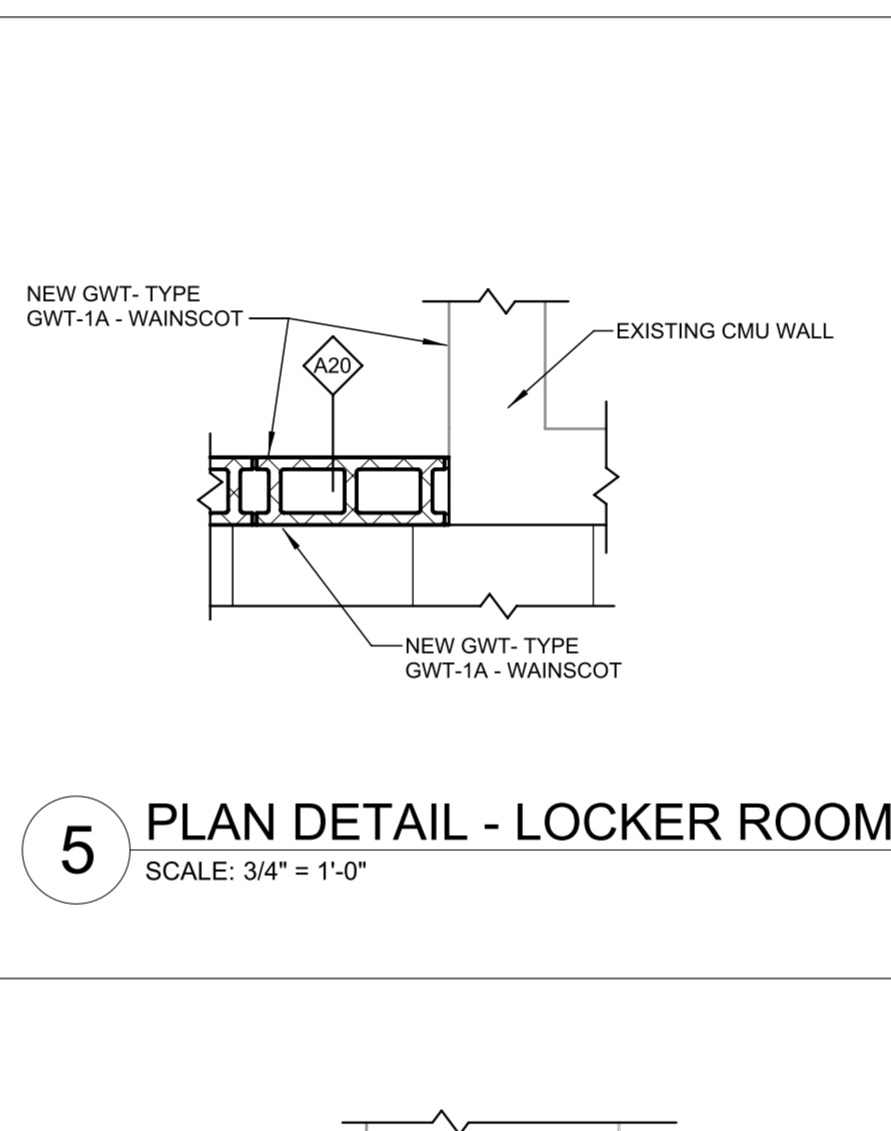 NEW GWT- TYPE
GWT-1A - WAINSCOT
A20
EXISTING CMU WALL
NEW GWT- TYPE
GWT-1A - WAINSCOT
5
PLAN DETAIL - LOCKER ROOM
SCALE: 3/4" = 1'-0"